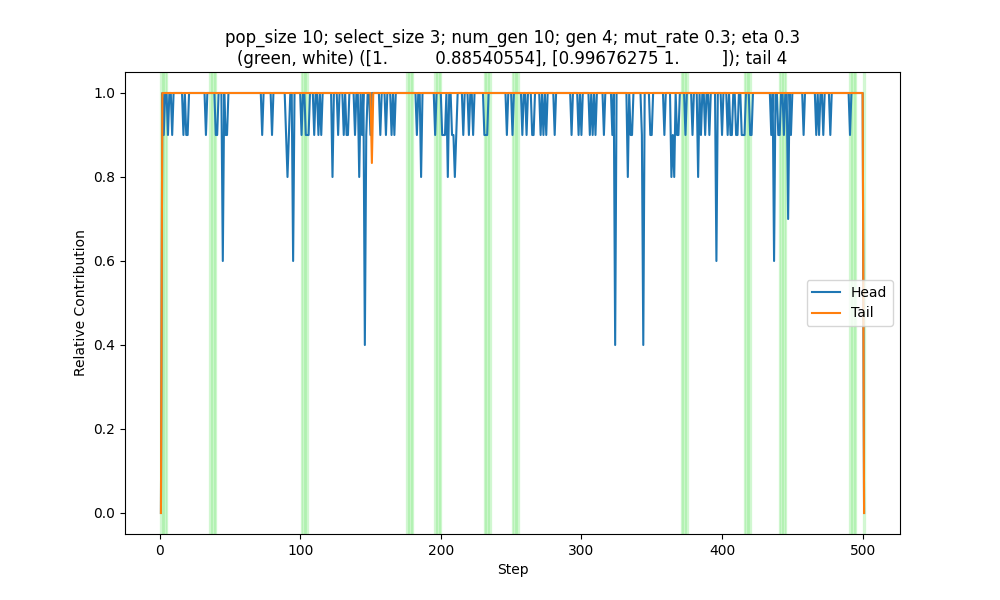 pop_size 10; select_size 3; num_gen 10; gen 4; mut_rate 0.3; eta 0.3
(green, white) ([1.          0.88540554], [0.99676275 1.         ]); tail 4
1.0
0.8
0.6
0.4
0.2
0.0
Relative Contribution
Head
Tail
0 100 200 300 400 500
Step